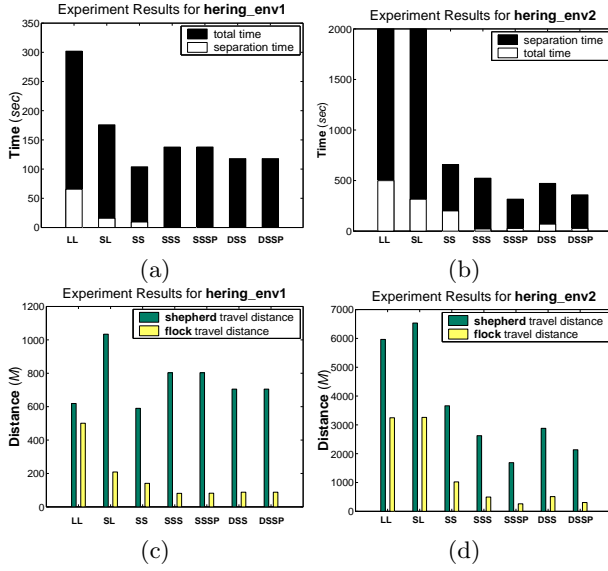 Experiment Results for hering_env1
350
300
250
200
150
100
50
0
Time (sec)
total time
separation time
LL SL SS SSS SSSP DSS DSSP
(a)
Experiment Results for hering_env2
2000
1500
1000
500
0
Time (sec)
separation time
total time
LL SL SS SSS SSSP DSS DSSP
(b)
Experiment Results for hering_env1
1200
1000
800
600
400
200
0
Distance (M)
shepherd travel distance
flock travel distance
LL SL SS SSS SSSP DSS DSSP
(c)
Experiment Results for hering_env2
7000
6000
5000
4000
3000
2000
1000
0
Distance (M)
shepherd travel distance
flock travel distance
LL SL SS SSS SSSP DSS DSSP
(d)